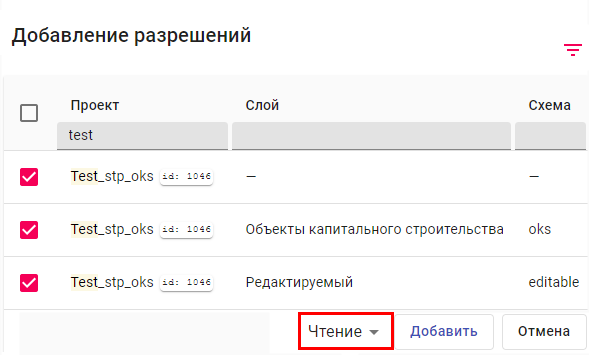 Добавление разрешений
Проект Слой Схема
test
Test_stp_oks id: 1046 — —
Test_stp_oks id: 1046 Объекты капитального строительства oks
Test_stp_oks id: 1046 Редактируемый editable
Чтение Добавить Отмена